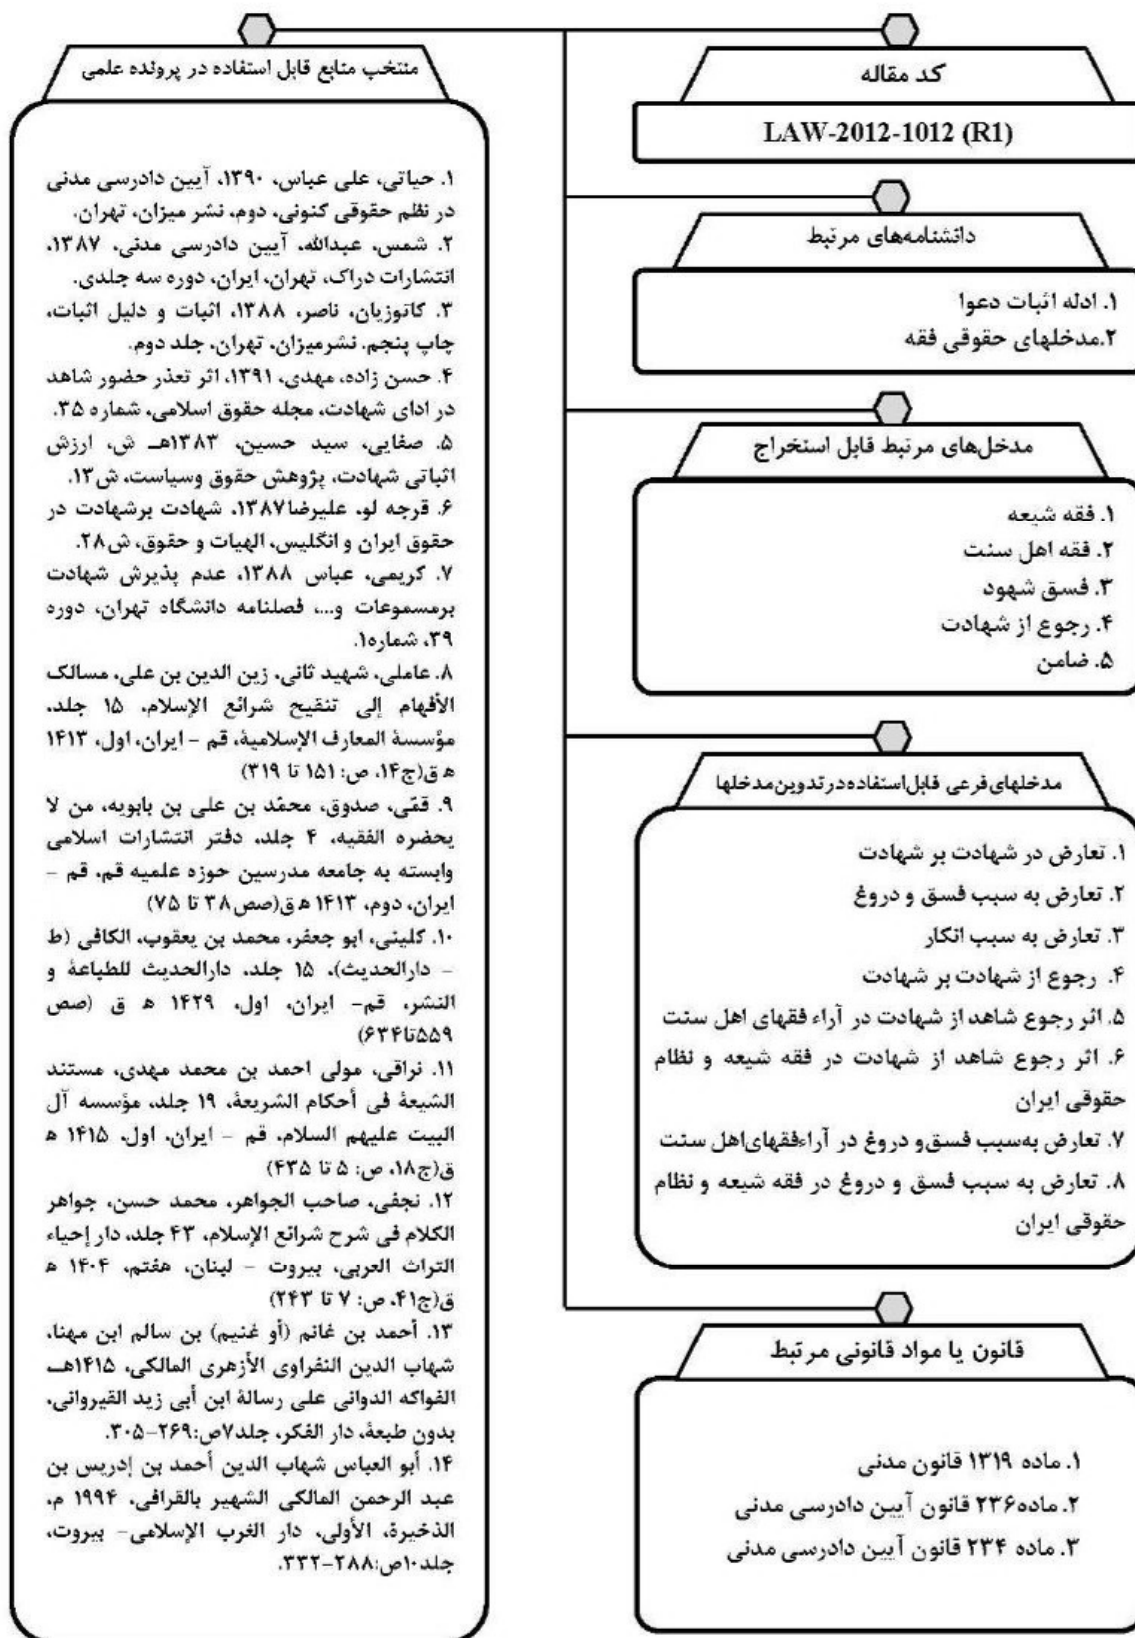 کد مقاله
LAW-2012-1012 (R1)
دانشنامه‌های مرتبط
۱. ادله اثبات دعوا
۲.مدخلهای حقوقی فقه
مدخل‌های مرتبط قابل استخراج
۱. فقه شیعه
۲. فقه اهل سنت
۳. فسق شهود
۴. رجوع از شهادت
۵. ضامن
مدخلهای فرعی قابل استفاده در تدوین مدخلها
۱. تعارض در شهادت بر شهادت
۲. تعارض به سبب فسق و دروغ
۳. تعارض به سبب انکار
۴. رجوع از شهادت بر شهادت
۵. اثر رجوع شاهد از شهادت در آراء فقهای اهل سنت
۶. اثر رجوع شاهد از شهادت در فقه شیعه و نظام
حقوقی ایران
۷. تعارض به‌سبب فسق‌و دروغ در آراءفقهای‌اهل سنت
۸. تعارض به سبب فسق و دروغ در فقه شیعه و نظام
حقوقی ایران
قانون یا مواد قانونی مرتبط
۱. ماده ۱۳۱۹ قانون مدنی
۲. ماده۲۳۶ قانون آیین دادرسی مدنی
۳. ماده ۲۳۴ قانون آیین دادرسی مدنی
منتخب منابع قابل استفاده در پرونده علمی
۱. حیاتی، علی عباس، ۱۳۹۰، آیین دادرسی مدنی
در نظم حقوقی کنونی، دوم، نشر میزان، تهران.
۲. شمس، عبدالله، آیین دادرسی مدنی، ۱۳۸۷،
انتشارات دراک، تهران، ایران، دوره سه جلدی.
۳. کاتوزیان، ناصر، ۱۳۸۸، اثبات و دلیل اثبات،
چاپ پنجم. نشرمیزان، تهران، جلد دوم.
۴. حسن زاده، مهدی، ۱۳۹۱، اثر تعذر حضور شاهد
در ادای شهادت، مجله حقوق اسلامی، شماره ۳۵.
۵. صفایی، سید حسین، ۱۳۸۳هـ ش، ارزش
اثباتی شهادت، پژوهش حقوق وسیاست، ش۱۳.
۶. قرجه لو، علیرضا۱۳۸۷، شهادت برشهادت در
حقوق ایران و انگلیس، الهیات و حقوق، ش۲۸.
۷. کریمی، عباس ۱۳۸۸، عدم پذیرش شهادت
برمسموعات و...، فصلنامه دانشگاه تهران، دوره
۳۹، شماره۱.
۸. عاملی، شهید ثانی، زین الدین بن علی، مسالک
الأفهام إلی تنقیح شرائع الإسلام، ۱۵ جلد،
مؤسسة المعارف الإسلامیة، قم - ایران، اول، ۱۴۱۳
ه ق(ج۱۴، ص: ۱۵۱ تا ۳۱۹)
۹. قمّی، صدوق، محمّد بن علی بن بابویه، من لا
یحضره الفقیه، ۴ جلد، دفتر انتشارات اسلامی
وابسته به جامعه مدرسین حوزه علمیه قم، قم -
ایران، دوم، ۱۴۱۳ ه ق(صص۳۸ تا ۷۵)
۱۰. کلینی، ابو جعفر، محمد بن یعقوب، الکافی (ط
- دارالحدیث)، ۱۵ جلد، دارالحدیث للطباعة و
النشر، قم- ایران، اول، ۱۴۲۹ ه ق (صص
۵۵۹تا۶۳۴)
۱۱. نراقی، مولی احمد بن محمد مهدی، مستند
الشیعة فی أحکام الشریعة، ۱۹ جلد، مؤسسه آل
البیت علیهم السلام، قم - ایران، اول، ۱۴۱۵ ه
ق(ج۱۸، ص: ۵ تا ۴۳۵)
۱۲. نجفی، صاحب الجواهر، محمد حسن، جواهر
الکلام فی شرح شرائع الإسلام، ۴۳ جلد، دار إحیاء
التراث العربی، بیروت - لبنان، هفتم، ۱۴۰۴ ه
ق(ج۴۱، ص: ۷ تا ۲۴۳)
۱۳. أحمد بن غانم (أو غنیم) بن سالم ابن مهنا،
شهاب الدین النفراوی الأزهری المالکی، ۱۴۱۵هـ
الفواکه الدوانی علی رسالة ابن أبی زید القیروانی،
بدون طبعة، دار الفکر، جلد۷ص:۲۶۹-۳۰۵.
۱۴. أبو العباس شهاب الدین أحمد بن إدریس بن
عبد الرحمن المالکی الشهیر بالقرافی، ۱۹۹۴ م،
الذخیرة، الأولی، دار الغرب الإسلامی- بیروت،
جلد۱۰ص:۲۸۸-۳۳۲.